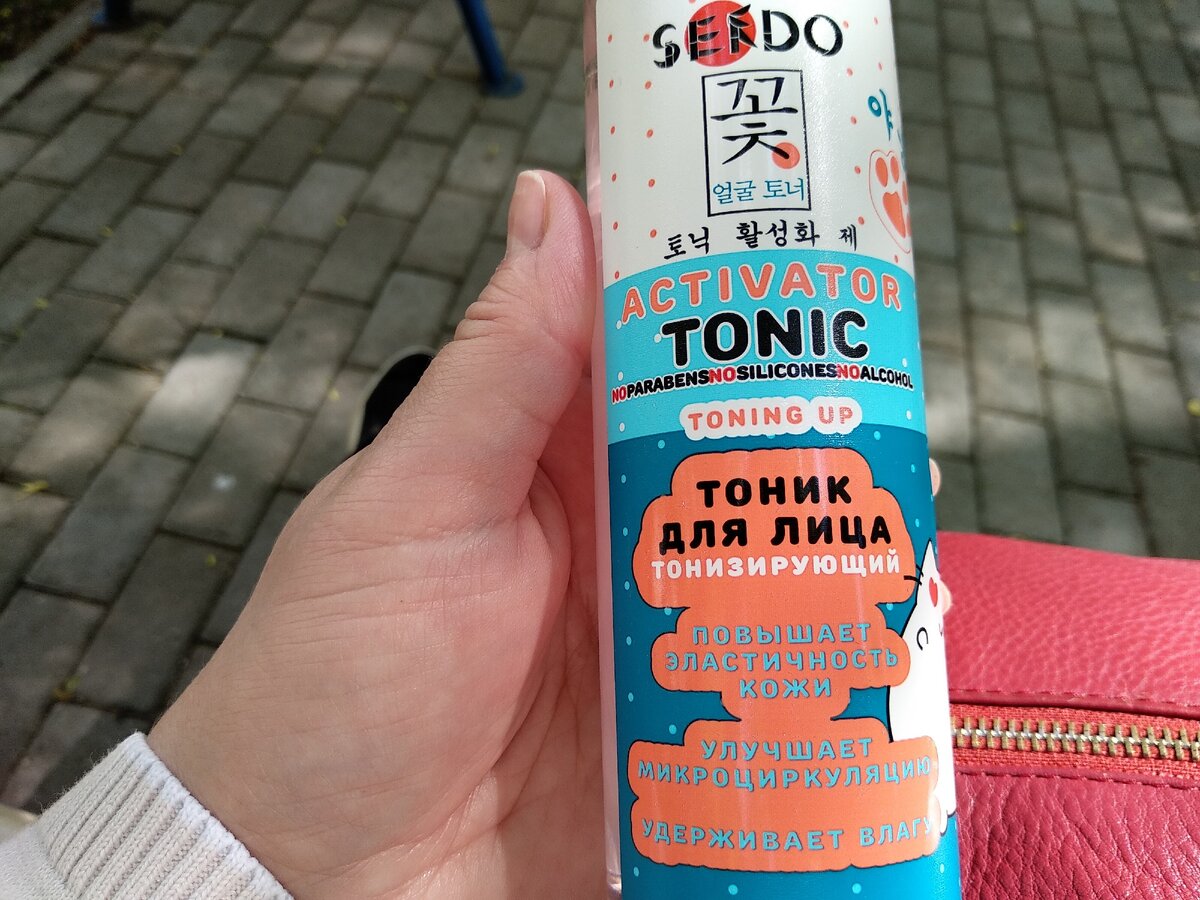 SENDO
꽃
얼굴 토너
야
토닉 활성화 제
ACTIVATOR
TONIC
NOPARABENSNOSILICONESNOALCOHOL
TONING UP
ТОНИК
ДЛЯ ЛИЦА
ТОНИЗИРУЮЩИЙ
ПОВЫШАЕТ
ЭЛАСТИЧНОСТЬ
КОЖИ
УЛУЧШАЕТ
МИКРОЦИРКУЛЯЦИЮ
УДЕРЖИВАЕТ ВЛАГУ